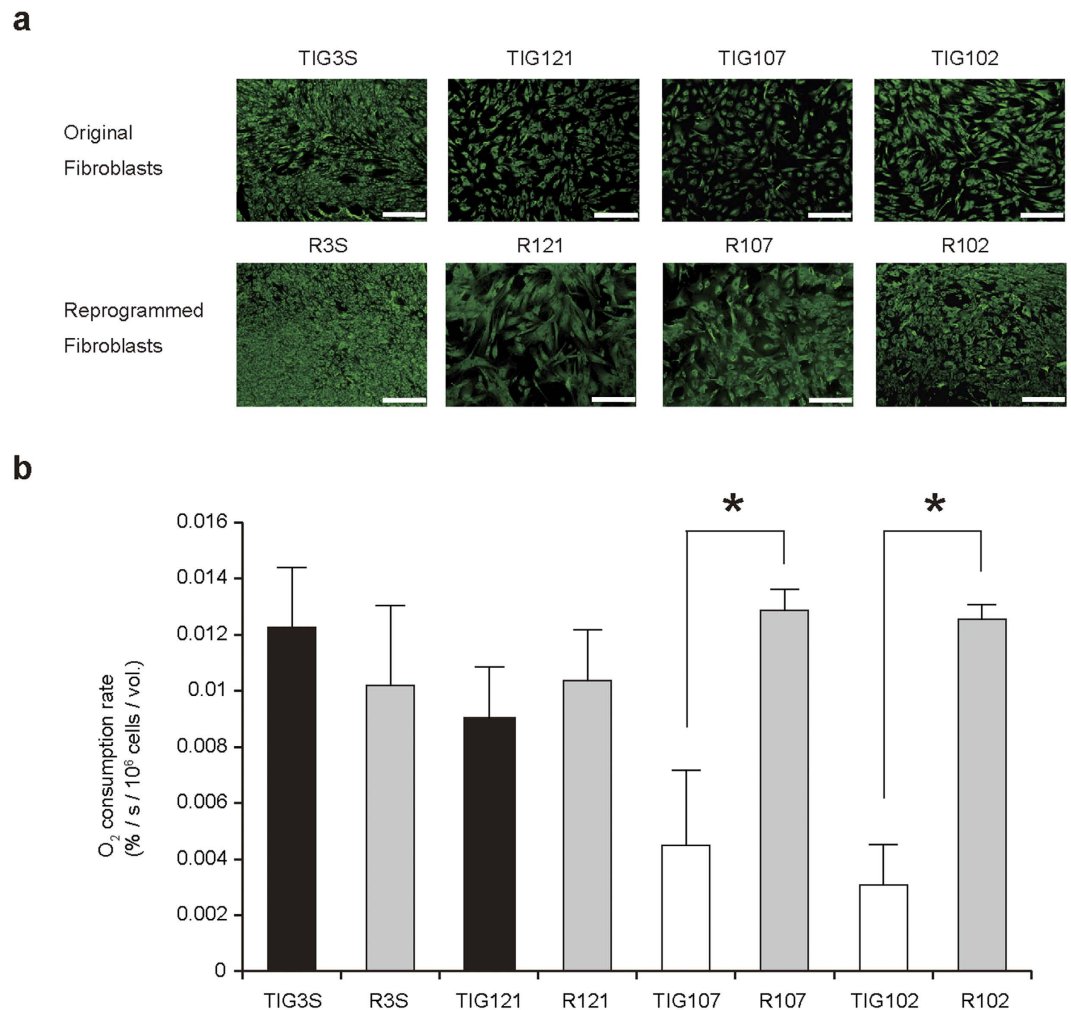 a
TIG3S TIG121 TIG107 TIG102
Original
Fibroblasts
R3S R121 R107 R102
Reprogrammed
Fibroblasts
b
* *
0.016
0.014
0.012
0.01
0.008
0.006
0.004
0.002
0
O₂ consumption rate
(% / s / 10⁶ cells / vol.)
TIG3S R3S TIG121 R121 TIG107 R107 TIG102 R102